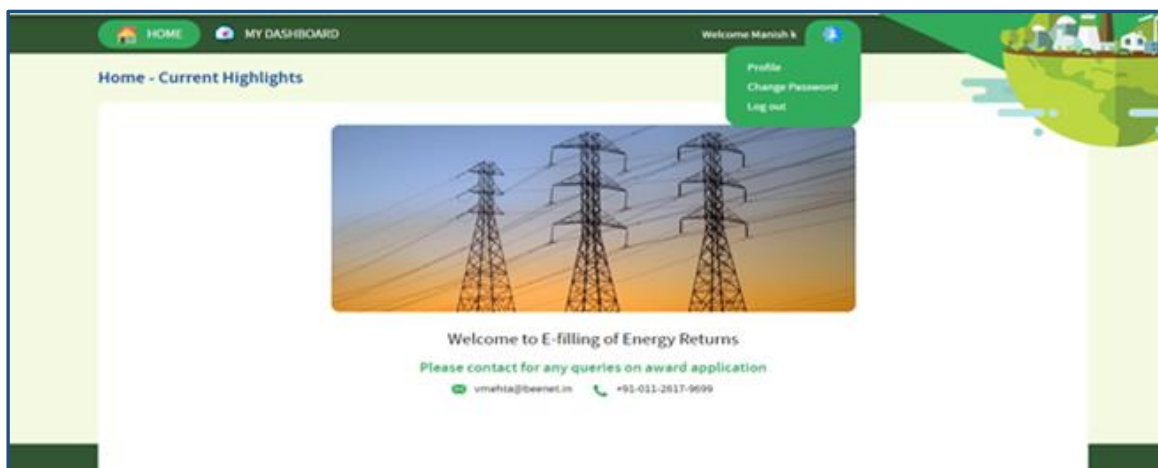 HOME MY DASHBOARD Welcome Manish k
Profile
Change Password
Log out
Home - Current Highlights
Welcome to E-filling of Energy Returns
Please contact for any queries on award application
vmehta@beenet.in +91-011-2617-9699